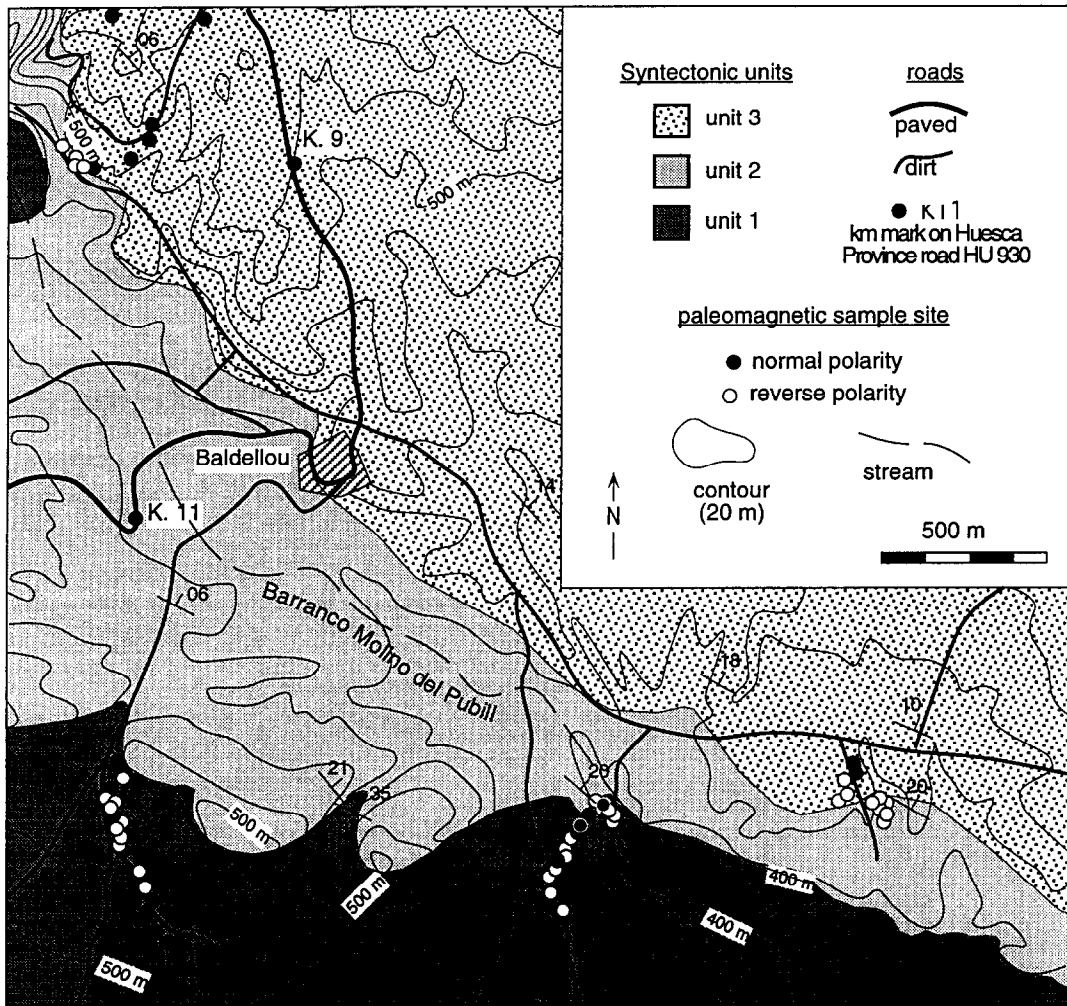 Syntectonic units
unit 3
unit 2
unit 1
roads
paved
dirt
K 11
km mark on Huesca
Province road HU 930
paleomagnetic sample site
normal polarity
reverse polarity
contour
(20 m)
stream
N
500 m
06
500 m
K. 9
500 m
Baldellou
14
K. 11
06
Barranco Molino del Pubill
18
10
21
35
500 m
500 m
20
400 m
400 m
500 m